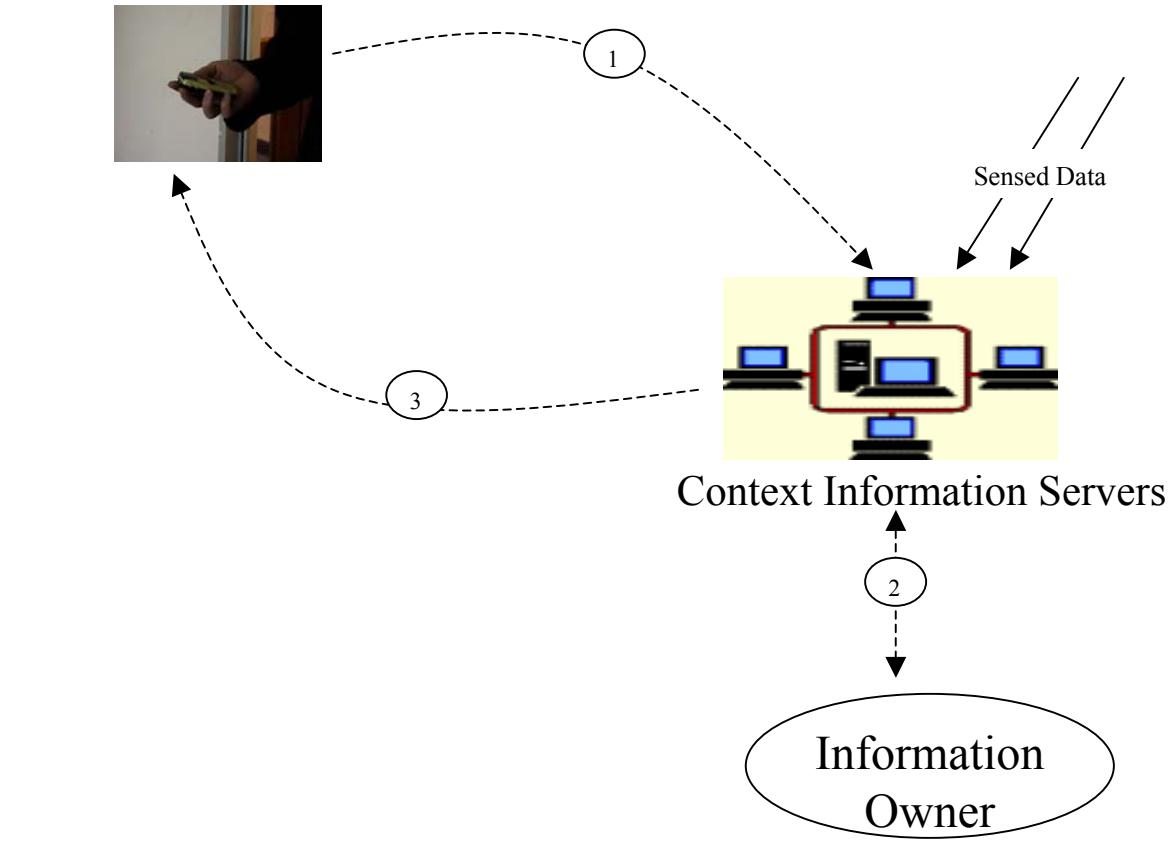 1
Sensed Data
3
Context Information Servers
2
Information
Owner